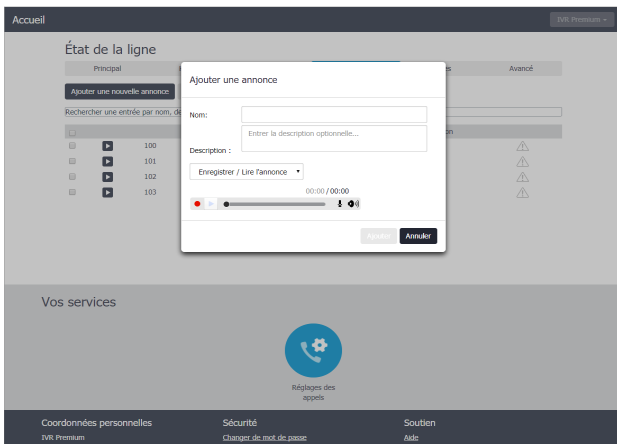 Accueil
IVR Premium
État de la ligne
Principal
es
Avancé
Ajouter une nouvelle annonce
Rechercher une entrée par nom, de
on
100
101
102
103
Ajouter une annonce
Nom:
Entrer la description optionnelle...
Description :
Enregistrer / Lire l'annonce
00:00 / 00:00
Ajouter
Annuler
Vos services
Réglages des
appels
Coordonnées personnelles
Sécurité
Soutien
IVR Premium
Changer de mot de passe
Aide